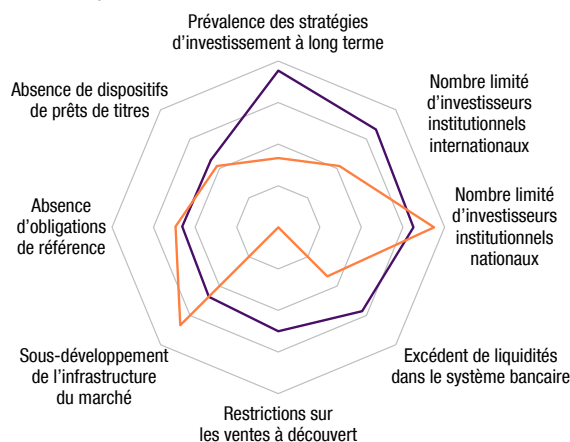 Prévalence des stratégies
d’investissement à long terme
Nombre limité
d’investisseurs
institutionnels
internationaux
Nombre limité
d’investisseurs
institutionnels
nationaux
Excédent de liquidités
dans le système bancaire
Restrictions sur
les ventes à découvert
Sous-développement
de l’infrastructure
du marché
Absence
d’obligations
de référence
Absence de dispositifs
de prêts de titres